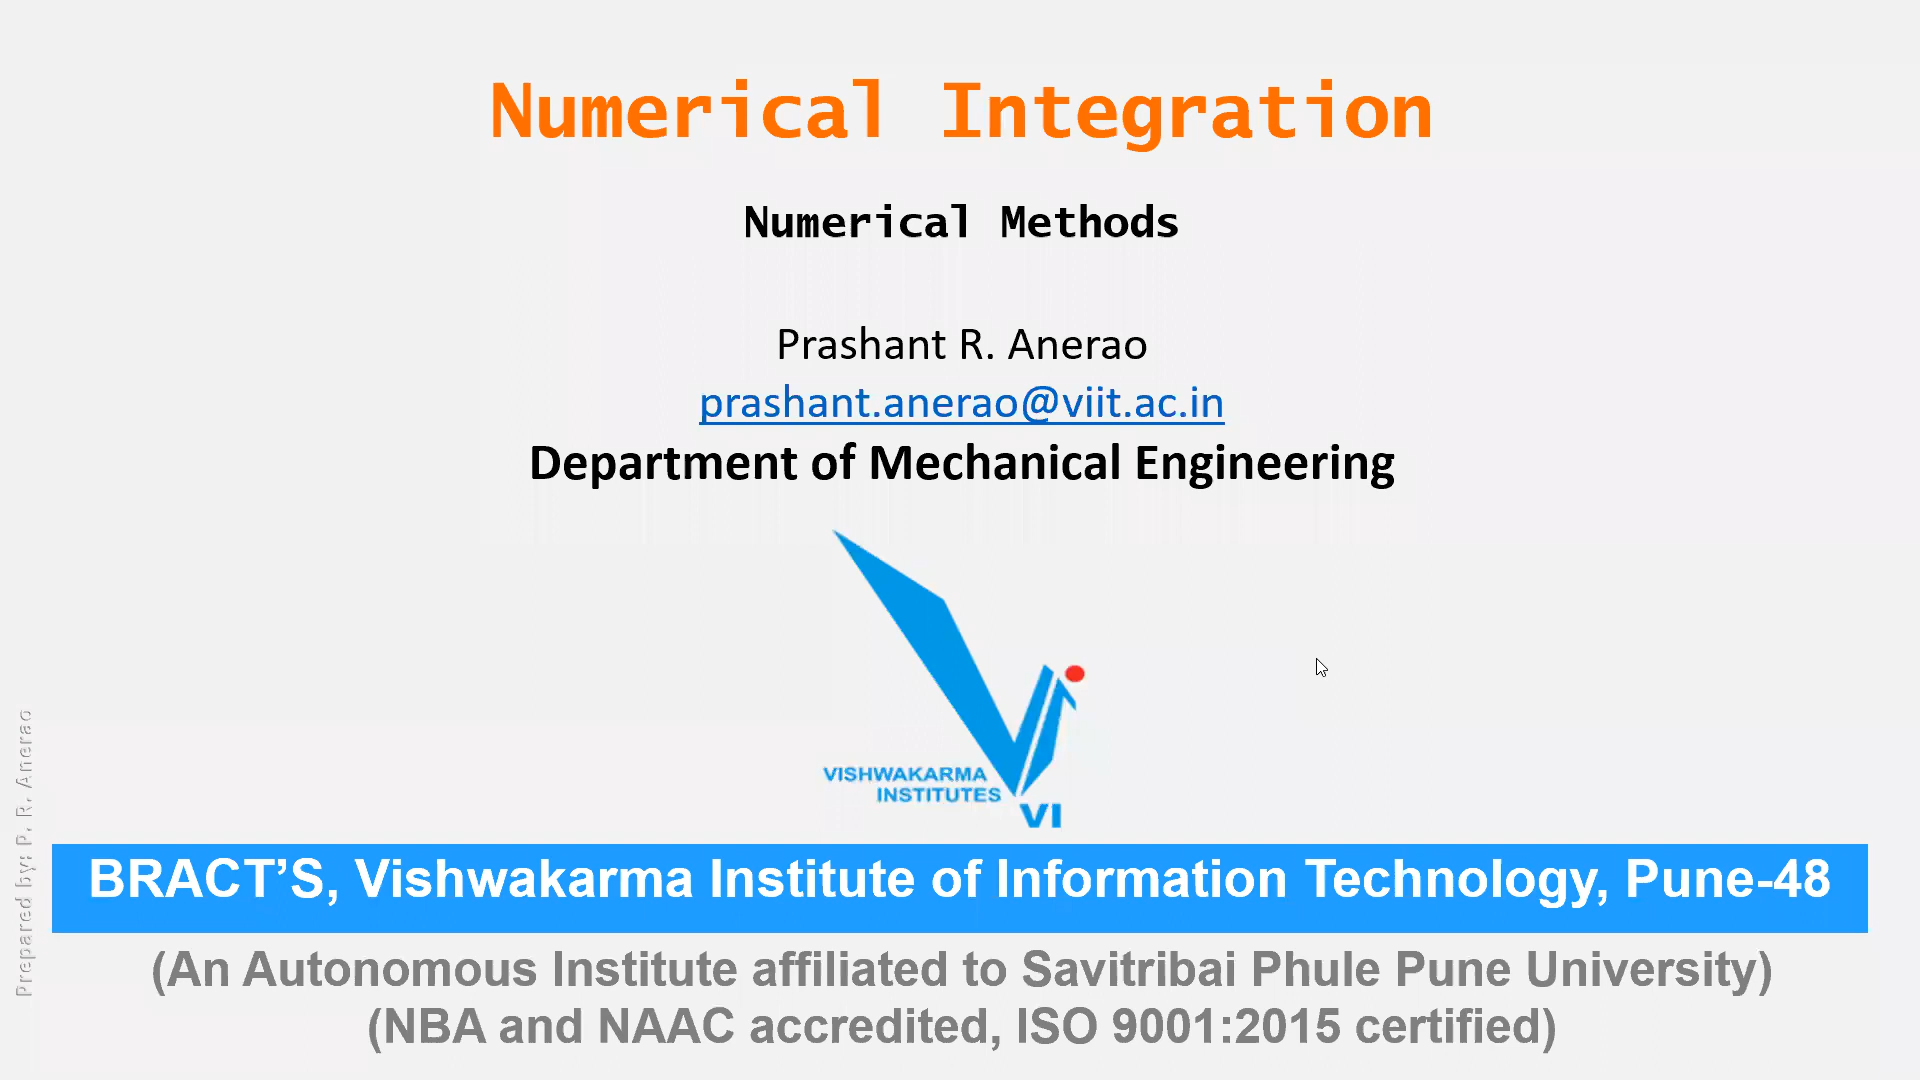 Numerical Integration
Numerical Methods
Prashant R. Anerao
prashant.anerao@viit.ac.in
Department of Mechanical Engineering
VISHWAKARMA
INSTITUTES
VI
BRACT’S, Vishwakarma Institute of Information Technology, Pune-48
(An Autonomous Institute affiliated to Savitribai Phule Pune University)
(NBA and NAAC accredited, ISO 9001:2015 certified)
Prepared by: P. R. Anerao